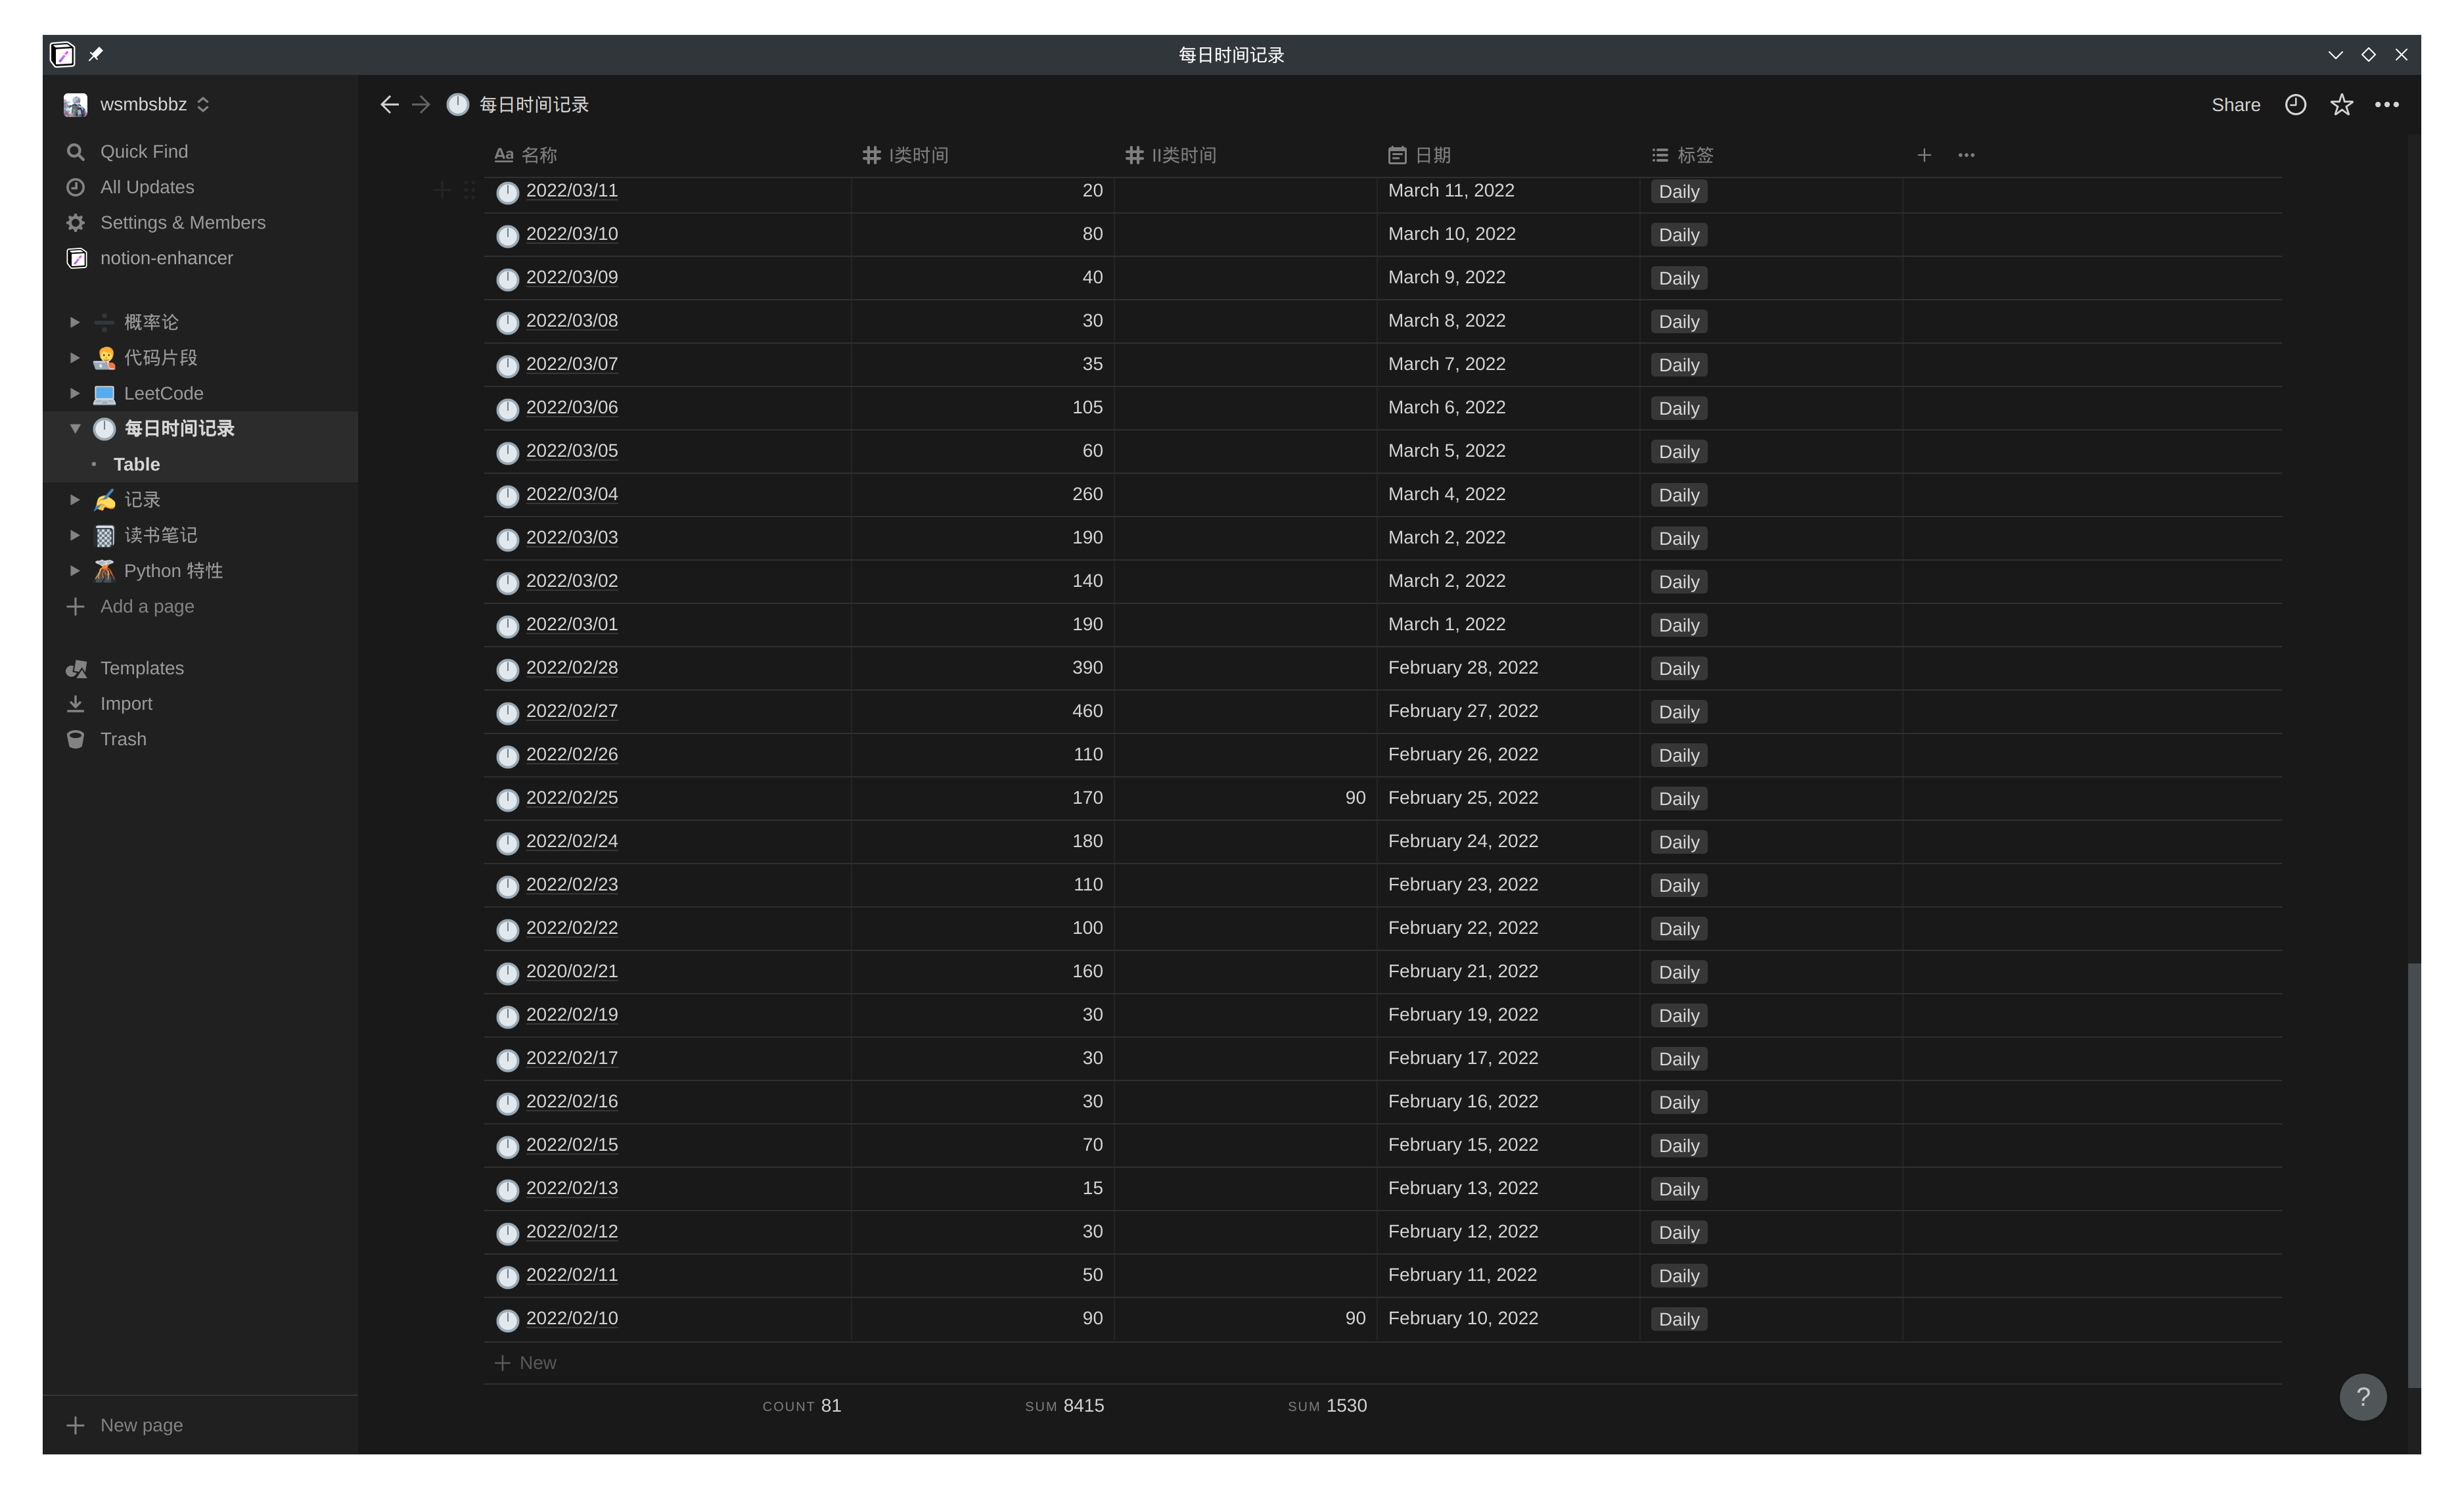 每日时间记录
wsmbsbbz
Quick Find
All Updates
Settings & Members
notion-enhancer
概率论
代码片段
LeetCode
每日时间记录
Table
记录
读书笔记
Python 特性
Add a page
Templates
Import
Trash
New page
每日时间记录 Share
Aa 名称 I类时间 II类时间 日期 标签
2022/03/11 20 March 11, 2022 Daily
2022/03/10 80 March 10, 2022 Daily
2022/03/09 40 March 9, 2022 Daily
2022/03/08 30 March 8, 2022 Daily
2022/03/07 35 March 7, 2022 Daily
2022/03/06 105 March 6, 2022 Daily
2022/03/05 60 March 5, 2022 Daily
2022/03/04 260 March 4, 2022 Daily
2022/03/03 190 March 2, 2022 Daily
2022/03/02 140 March 2, 2022 Daily
2022/03/01 190 March 1, 2022 Daily
2022/02/28 390 February 28, 2022 Daily
2022/02/27 460 February 27, 2022 Daily
2022/02/26 110 February 26, 2022 Daily
2022/02/25 170 90 February 25, 2022 Daily
2022/02/24 180 February 24, 2022 Daily
2022/02/23 110 February 23, 2022 Daily
2022/02/22 100 February 22, 2022 Daily
2020/02/21 160 February 21, 2022 Daily
2022/02/19 30 February 19, 2022 Daily
2022/02/17 30 February 17, 2022 Daily
2022/02/16 30 February 16, 2022 Daily
2022/02/15 70 February 15, 2022 Daily
2022/02/13 15 February 13, 2022 Daily
2022/02/12 30 February 12, 2022 Daily
2022/02/11 50 February 11, 2022 Daily
2022/02/10 90 90 February 10, 2022 Daily
New
COUNT 81 SUM 8415 SUM 1530
?